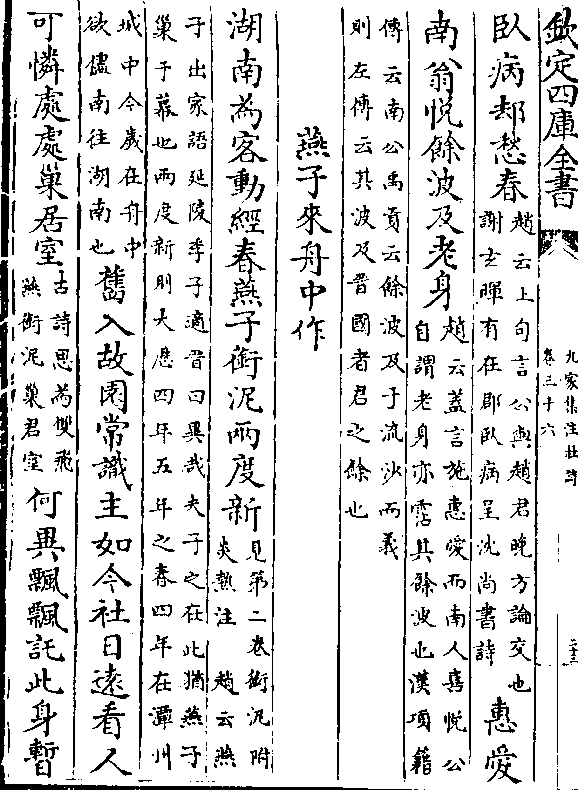 欽定四庫全書
九家集注杜詩
卷三十六
三十三
臥病却愁春趙云上句言公與趙君晚方論交也
謝玄暉有在郡臥病呈沈尚書詩惠愛
南翁悅餘波及老身趙云蓋言施惠愛而南人喜悅公
自謂老身亦霑其餘波也漢項籍
傳云南公禹貢云餘波及于流沙而義
則左傳云其波及晉國者君之餘也
燕子來舟中作
湖南為客動經春燕子銜泥兩度新見第二卷銜泥附
炎熱注 趙云燕
子出家語延陵季子適晉曰異哉夫子之在此猶燕子
巢于幕也兩度新則大厯四年五年之春四年在潭州
城中今歲在舟中
欲儘南往湖南也舊入故園常識主如今社日遠看人
可憐處處巢居室古詩思為雙飛
燕銜泥巢君室何異飄飄託此身暫